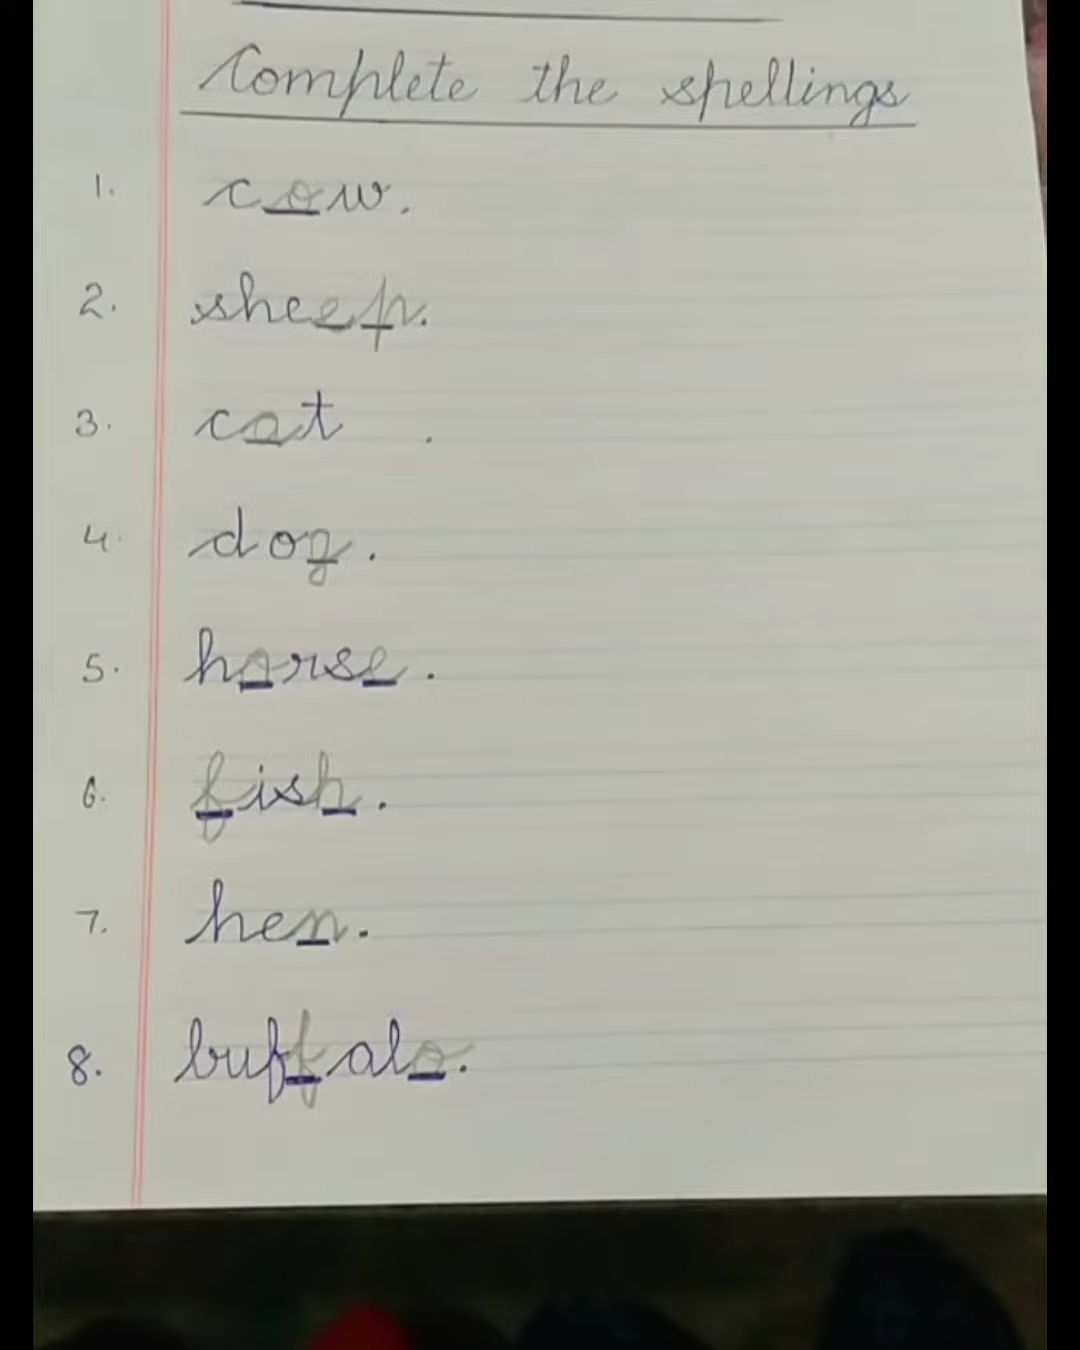 Complete the spellings
1. cow.
2. sheep.
3. cat .
4. dog.
5. horse.
6. fish.
7. hen.
8. buffalo.